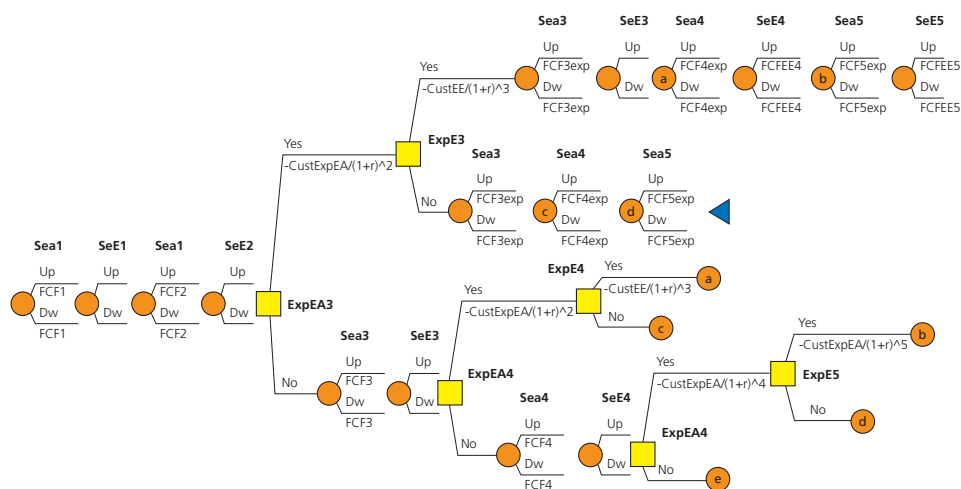 Sea3 SeE3 Sea4 SeE4 Sea5 SeE5
Up Up Up Up Up Up
Yes
FCF3exp FCF4exp FCFEE4 FCF5exp FCFEE5
a b
-CustEE/(1+r)^3
Dw Dw Dw Dw Dw Dw
FCF3exp FCF4exp FCFEE4 FCF5exp FCFEE5
ExpE3
Yes
-CustExpEA/(1+r)^2
Sea3 Sea4 Sea5
Up Up Up
No
FCF3exp FCF4exp FCF5exp
c d
Dw Dw Dw
FCF3exp FCF4exp FCF5exp
Sea1 SeE1 Sea1 SeE2
Up Up Up Up
FCF1 FCF2
Dw Dw Dw Dw
FCF1 FCF2
ExpEA3
ExpE4
Yes
-CustEE/(1+r)^3
a
Yes
-CustExpEA/(1+r)^2
No
c
Sea3 SeE3
Up Up
No
FCF3
Dw Dw
FCF3
ExpEA4
Yes
-CustExpEA/(1+r)^5
b
Yes
-CustExpEA/(1+r)^4
ExpE5
No
d
Sea4 SeE4
Up Up
No
FCF4
Dw Dw
FCF4
ExpEA4
No
e